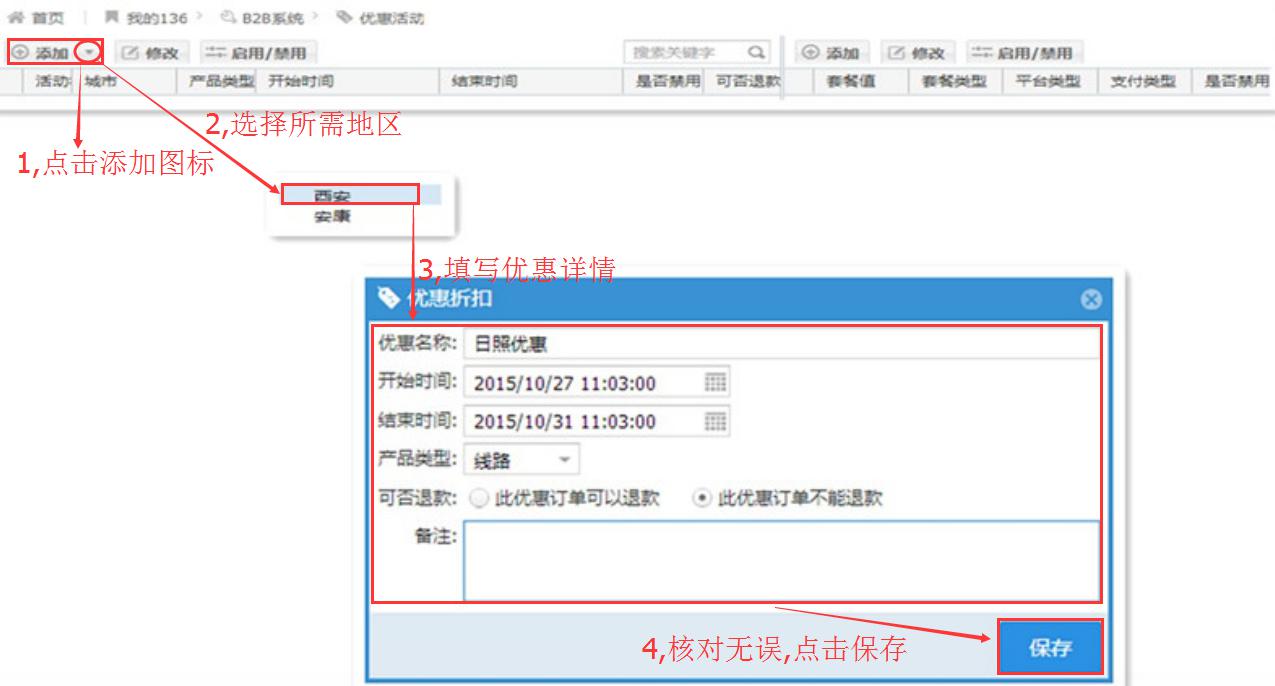 首页 我的136 B2B系统 优惠活动
添加 修改 启用/禁用 搜索关键字 添加 修改 启用/禁用
活动 城市 产品类型 开始时间 结束时间 是否禁用 可否退款 套餐值 套餐类型 平台类型 支付类型 是否禁用
2,选择所需地区
1,点击添加图标
西安
安康
3,填写优惠详情
优惠折扣
优惠名称: 日照优惠
开始时间: 2015/10/27 11:03:00
结束时间: 2015/10/31 11:03:00
产品类型: 线路
可否退款: 此优惠订单可以退款 此优惠订单不能退款
备注:
4,核对无误,点击保存
保存